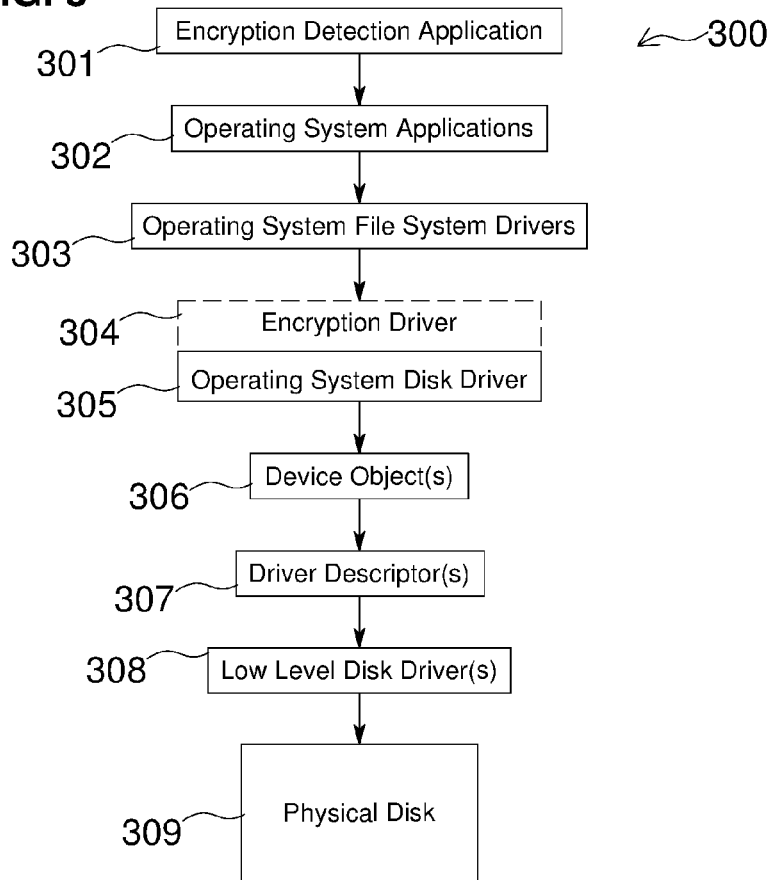 Encryption Detection Application
300
301
Operating System Applications
302
Operating System File System Drivers
303
304
Encryption Driver
Operating System Disk Driver
305
Device Object(s)
306
Driver Descriptor(s)
307
308
Low Level Disk Driver(s)
Physical Disk
309